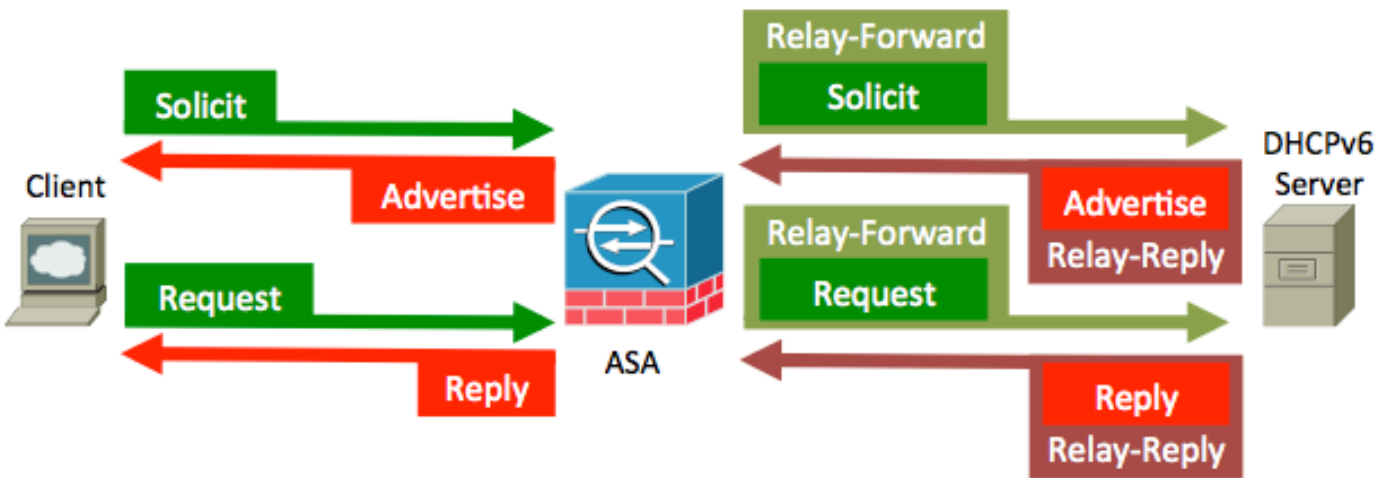 Relay-Forward
Solicit
Solicit
DHCPv6
Server
Client
Advertise
Advertise
Relay-Reply
Relay-Forward
Request
Request
ASA
Reply
Reply
Relay-Reply